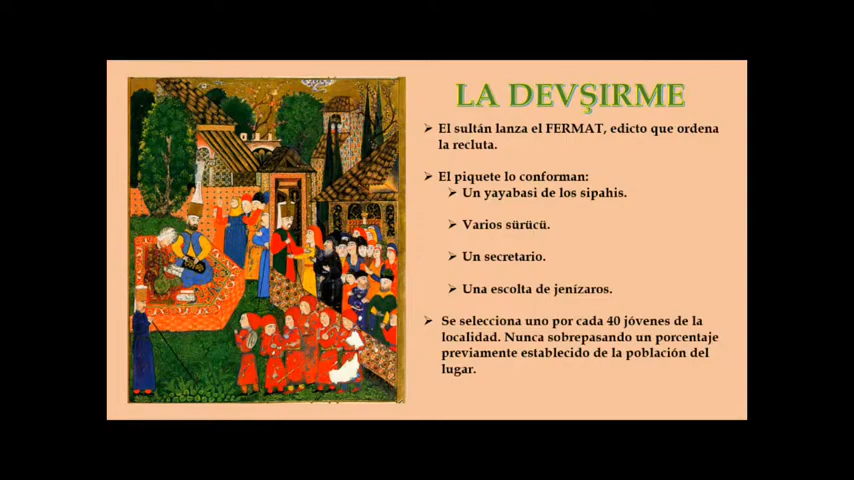 LA DEVŞIRME
➢ El sultán lanza el FERMAT, edicto que ordena
la recluta.
➢ El piquete lo conforman:
➢ Un yayabasi de los sipahis.
➢ Varios sürücü.
➢ Un secretario.
➢ Una escolta de jenízaros.
➢ Se selecciona uno por cada 40 jóvenes de la
localidad. Nunca sobrepasando un porcentaje
previamente establecido de la población del
lugar.